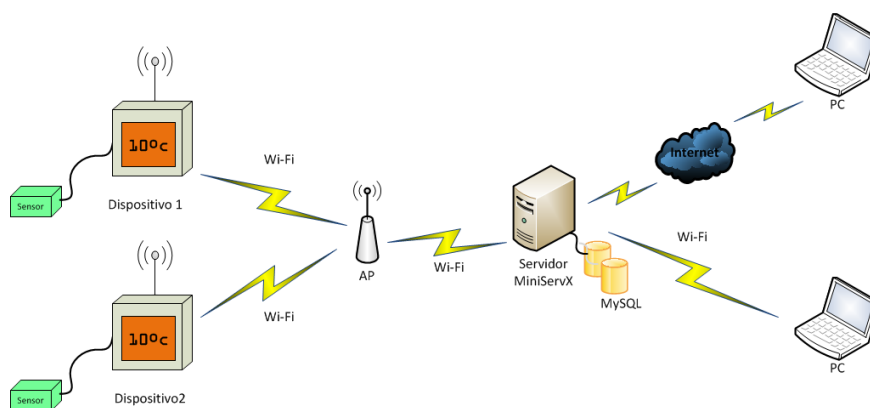 PC
Wi-Fi
Internet
10ºc
Sensor
Dispositivo 1
Wi-Fi
AP
Wi-Fi
Servidor
MiniServX
MySQL
Wi-Fi
10ºc
Sensor
Dispositivo2
PC